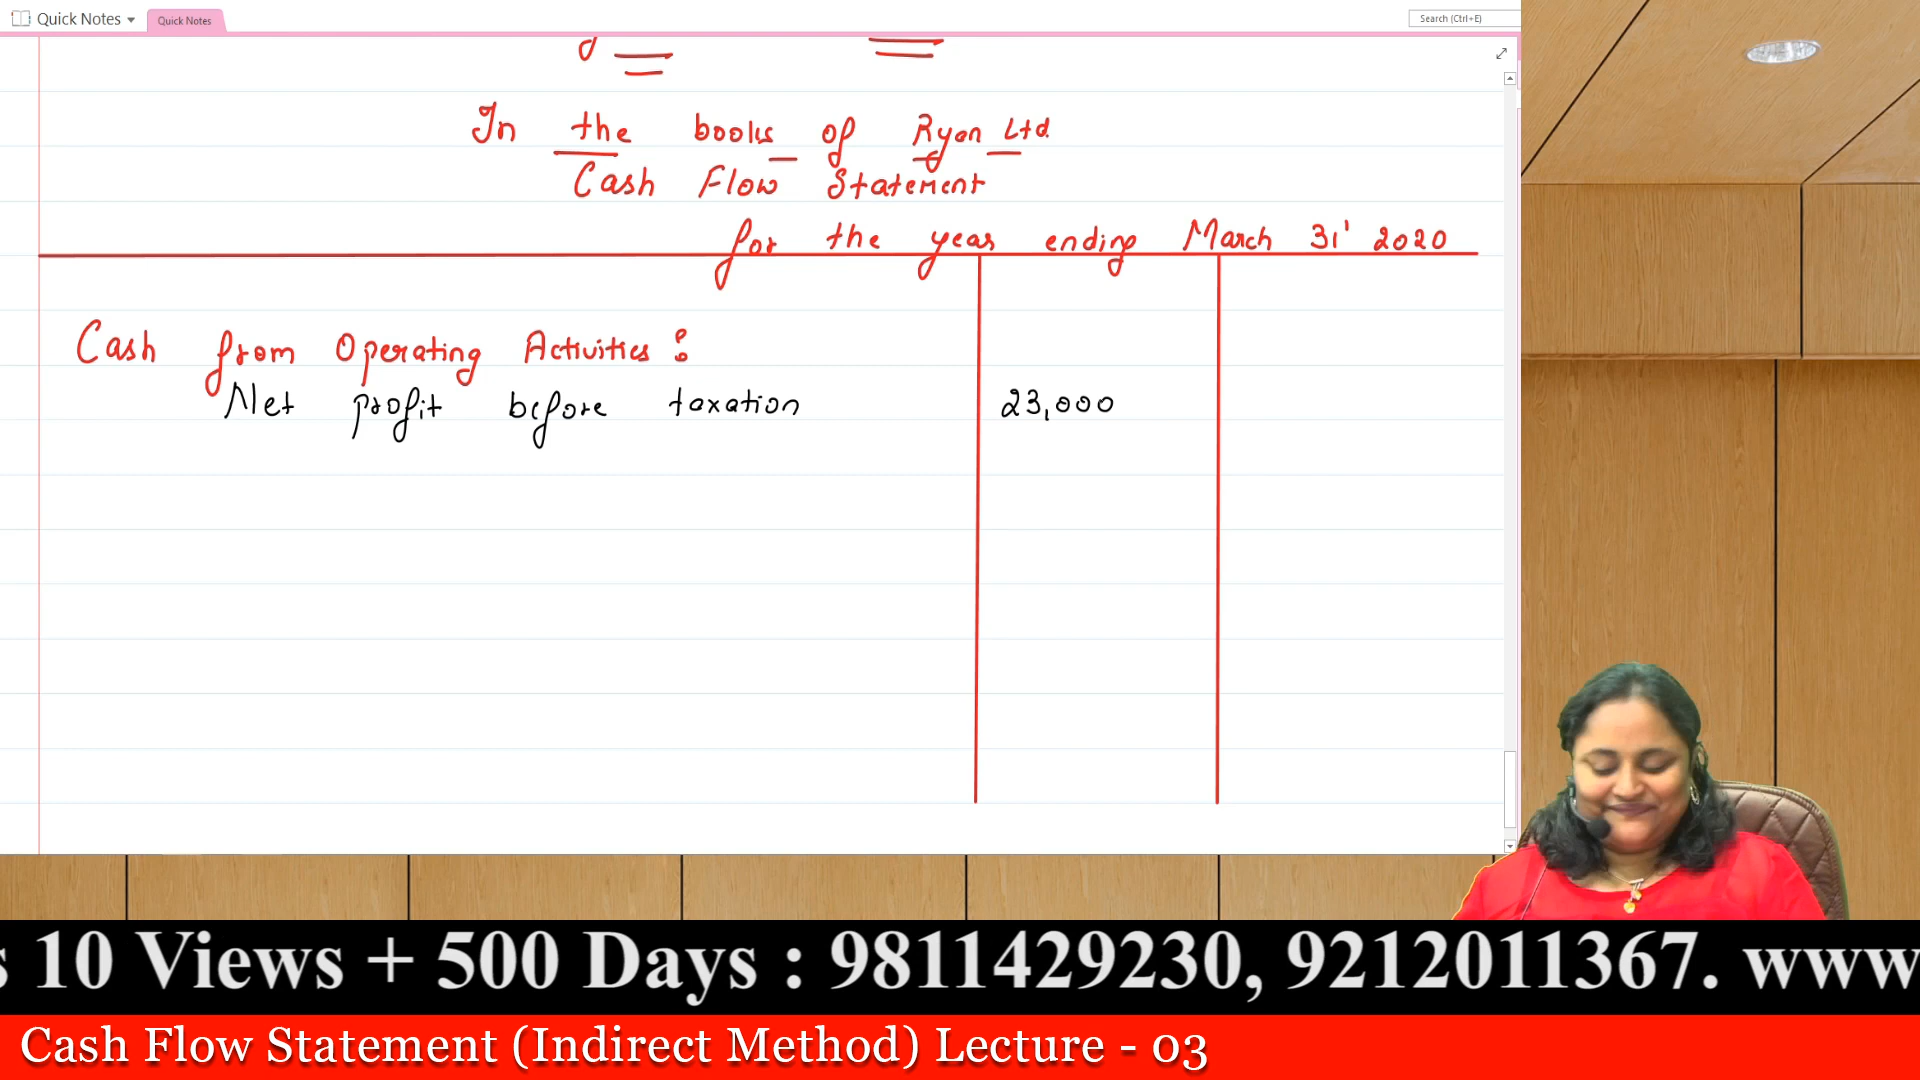 Quick Notes
Quick Notes
Search (Ctrl+E)
In the books of Ryan Ltd.
Cash Flow Statement
for the year ending March 31' 2020
Cash from Operating Activities :
Net profit before taxation 23,000
s 10 Views + 500 Days : 9811429230, 9212011367. www
Cash Flow Statement (Indirect Method) Lecture - 03